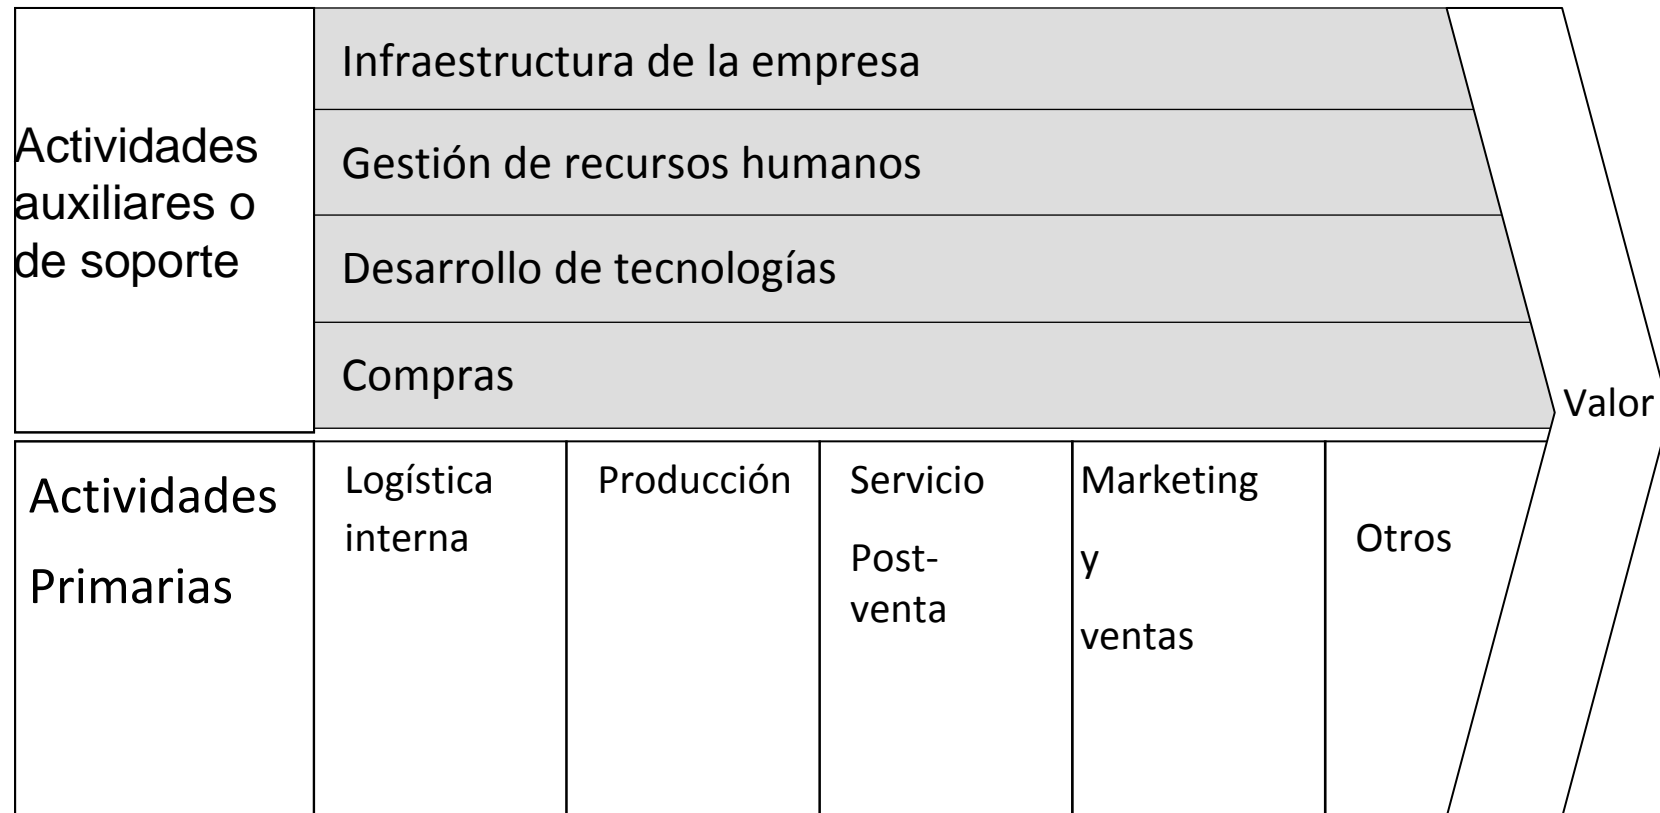 Actividades
auxiliares o
de soporte
Infraestructura de la empresa
Gestión de recursos humanos
Desarrollo de tecnologías
Compras
Valor
Actividades
Primarias
Logística
interna
Producción
Servicio
Post-
venta
Marketing
y
ventas
Otros